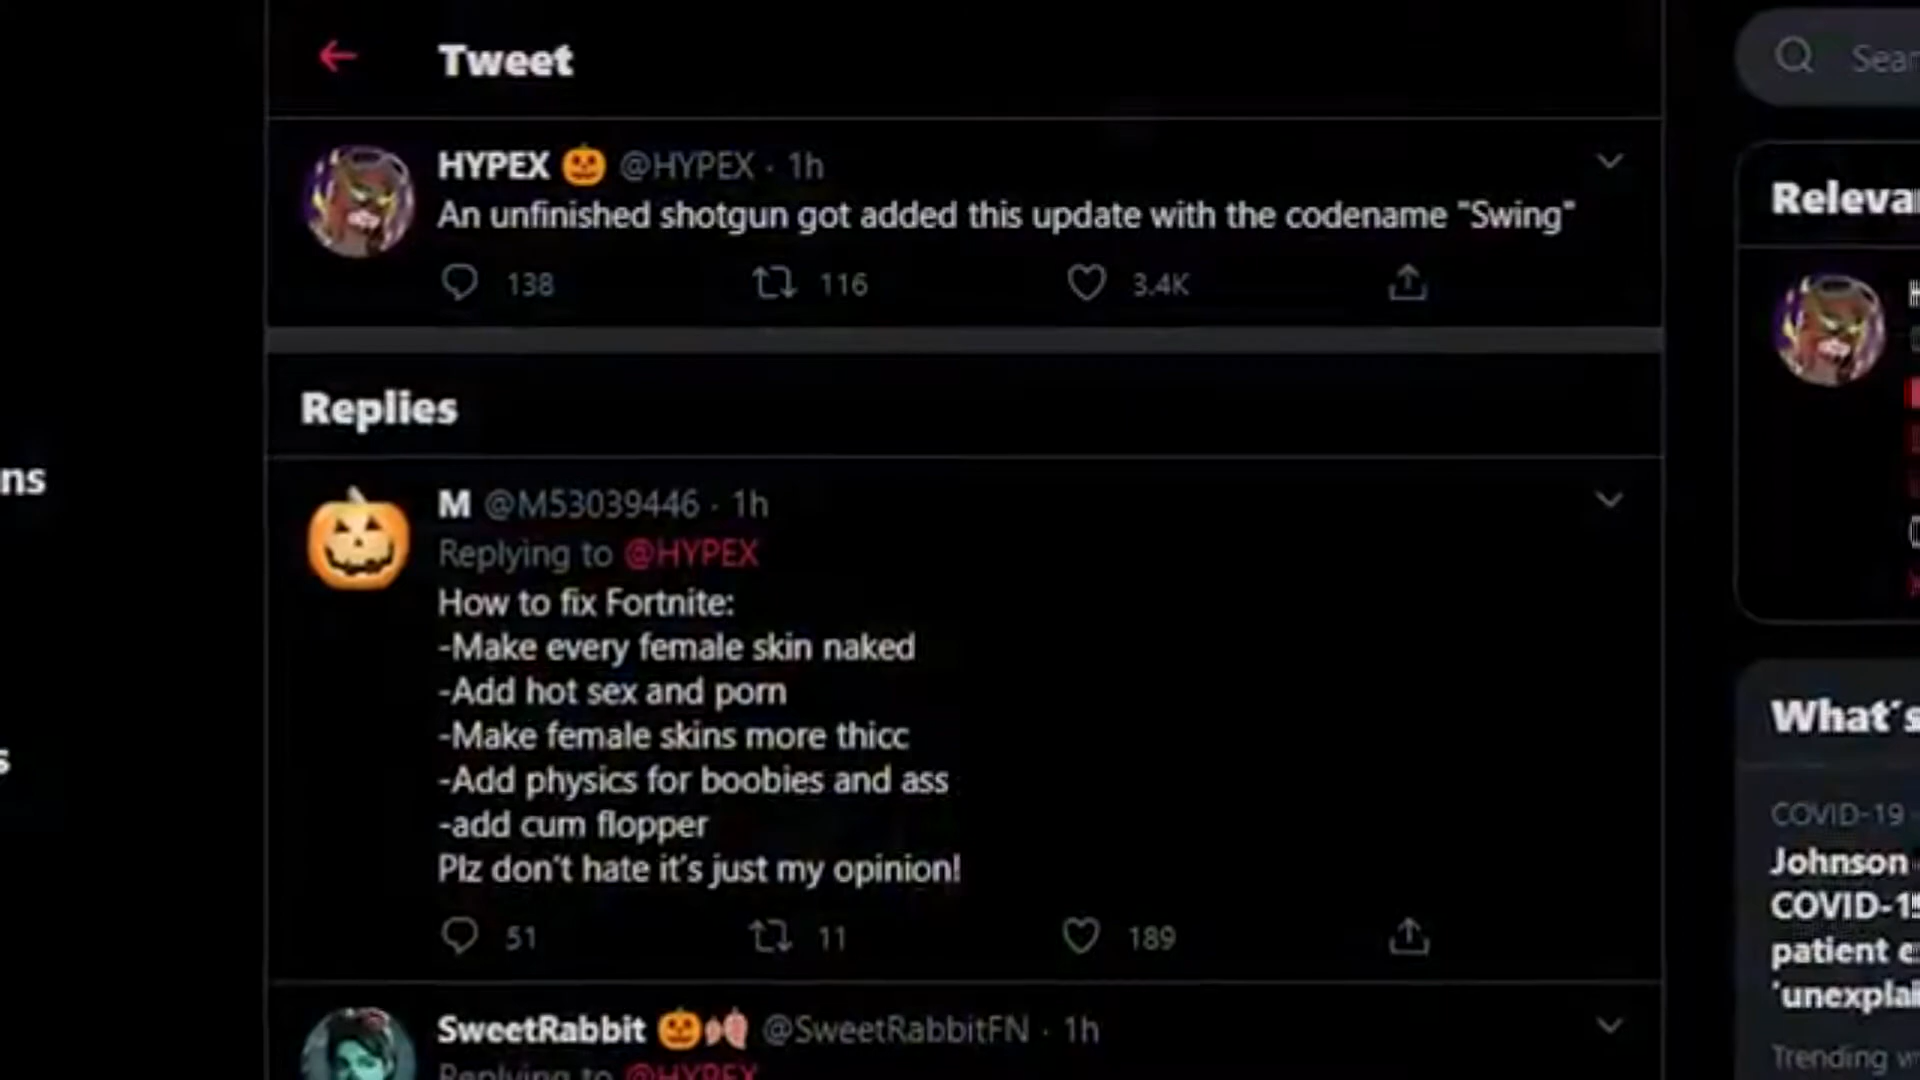 Tweet
Sear
HYPEX 🎃 @HYPEX · 1h
An unfinished shotgun got added this update with the codename "Swing"
138 116 3.4K
Releva
Replies
ns
M @M53039446 · 1h
Replying to @HYPEX
How to fix Fortnite:
-Make every female skin naked
-Add hot sex and porn
-Make female skins more thicc
-Add physics for boobies and ass
-add cum flopper
Plz don't hate it's just my opinion!
51 11 189
s
What's
COVID-19 ·
Johnson
COVID-19
patient e
'unexplai
Trending w
SweetRabbit 🎃 @SweetRabbitFN · 1h
Replying to @HYPEX